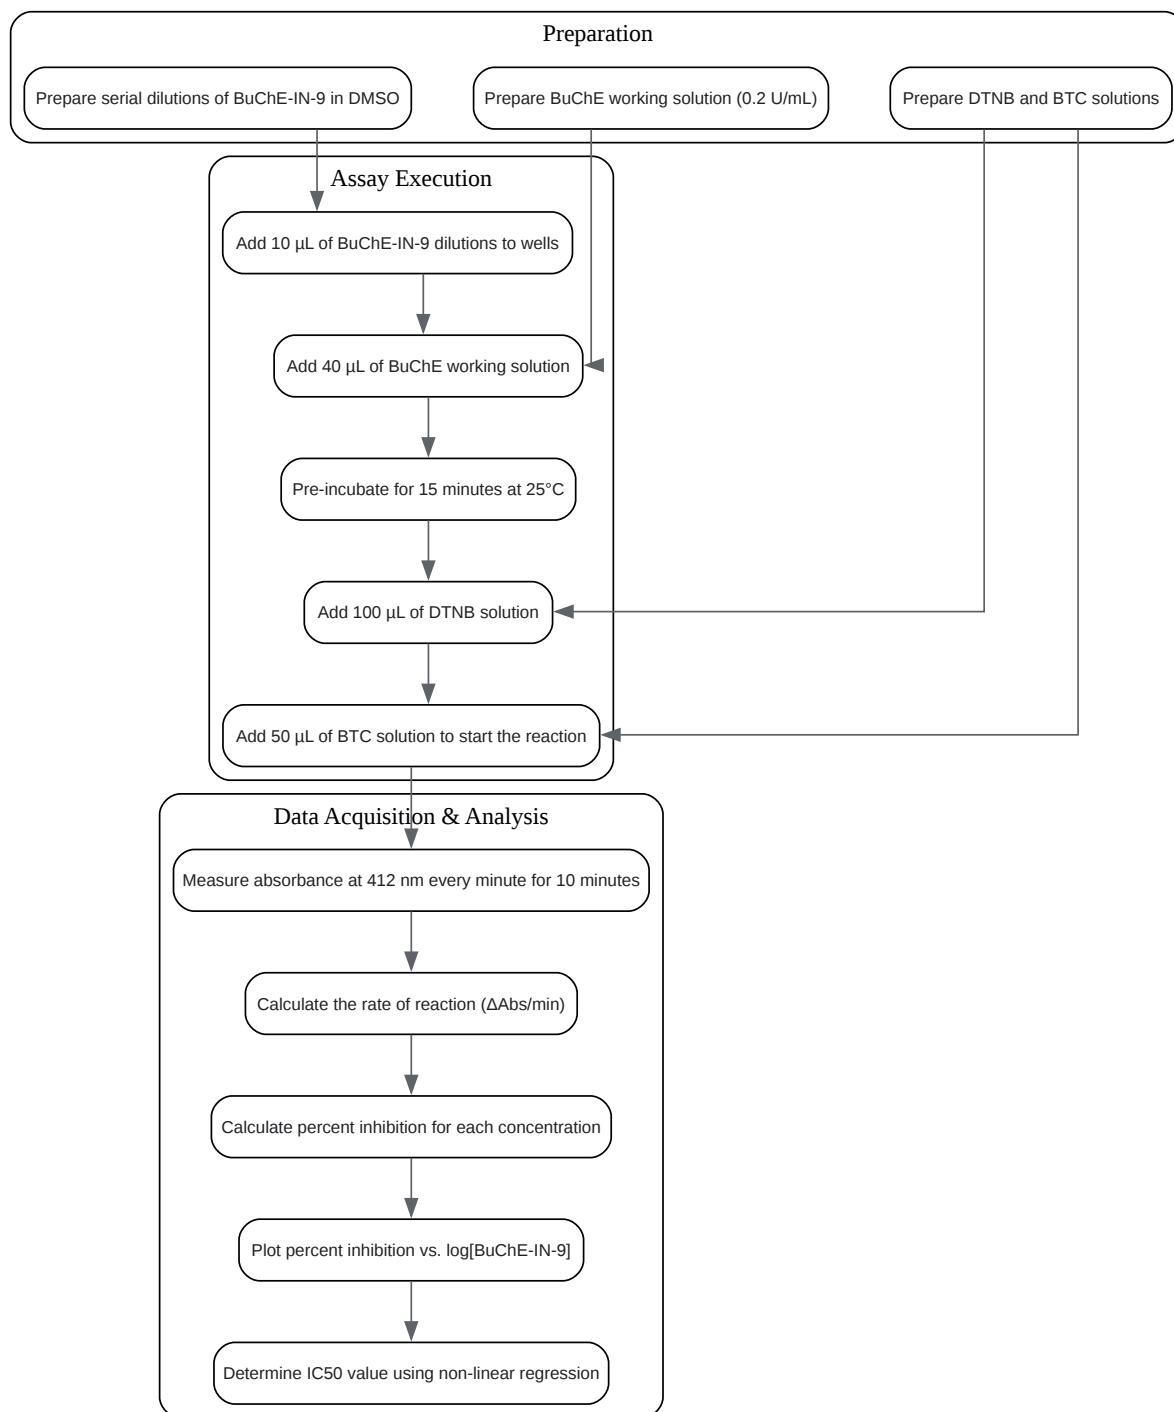 Preparation
Prepare serial dilutions of BuChE-IN-9 in DMSO
Prepare BuChE working solution (0.2 U/mL)
Prepare DTNB and BTC solutions
Assay Execution
Add 10 µL of BuChE-IN-9 dilutions to wells
Add 40 µL of BuChE working solution
Pre-incubate for 15 minutes at 25°C
Add 100 µL of DTNB solution
Add 50 µL of BTC solution to start the reaction
Data Acquisition & Analysis
Measure absorbance at 412 nm every minute for 10 minutes
Calculate the rate of reaction (ΔAbs/min)
Calculate percent inhibition for each concentration
Plot percent inhibition vs. log[BuChE-IN-9]
Determine IC50 value using non-linear regression